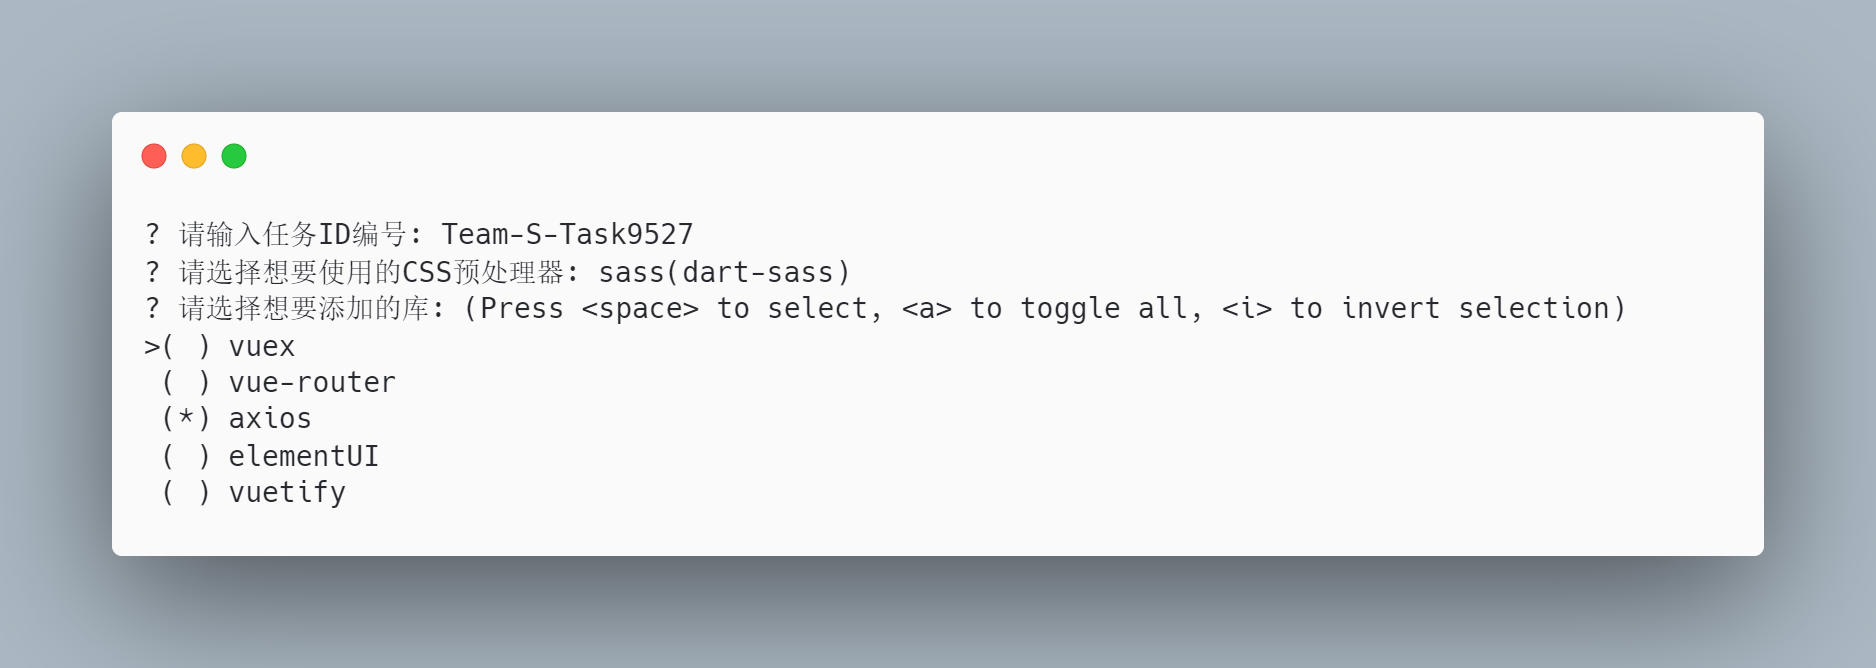 ? 请输入任务ID编号: Team-S-Task9527
? 请选择想要使用的CSS预处理器: sass(dart-sass)
? 请选择想要添加的库: (Press <space> to select, <a> to toggle all, <i> to invert selection)
>( ) vuex
 ( ) vue-router
 (*) axios
 ( ) elementUI
 ( ) vuetify